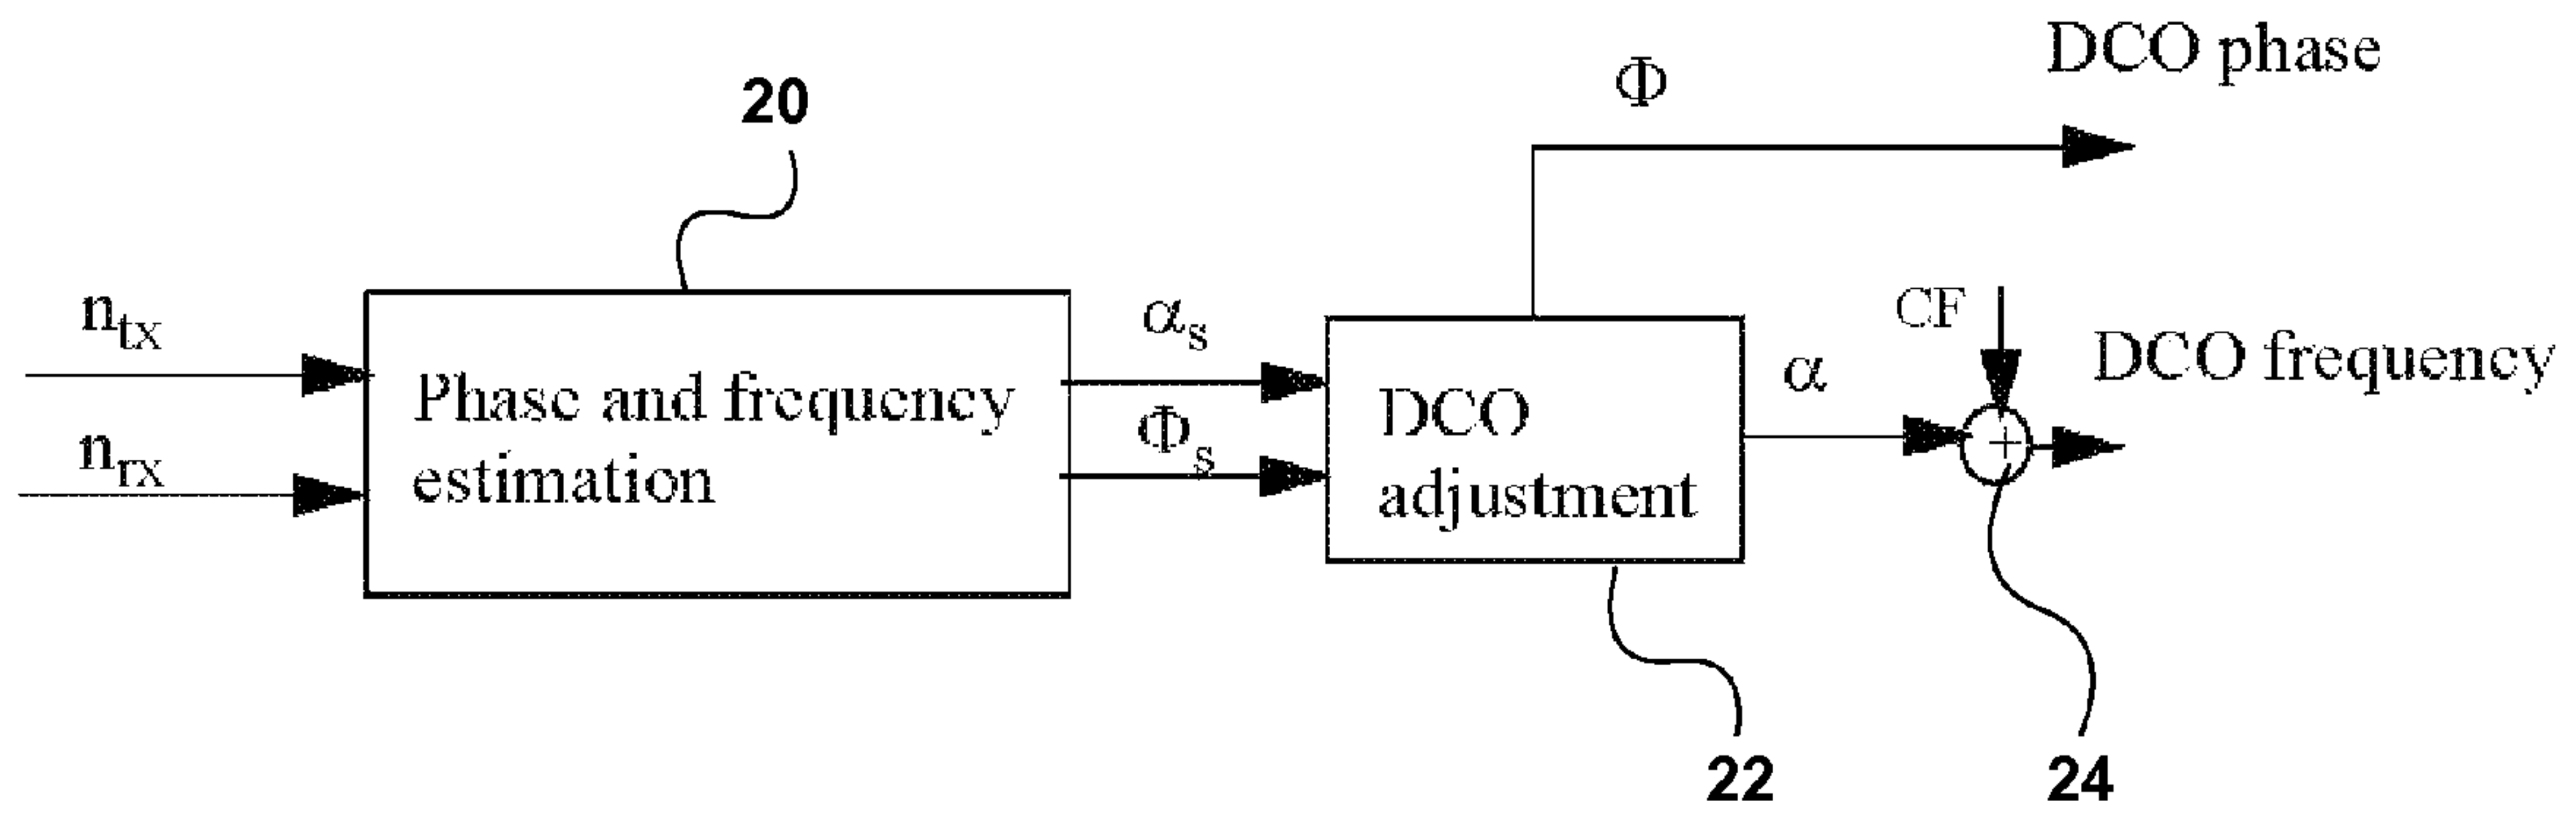 DCO phase
Φ
20
n_tx
α_s
CF
DCO frequency
α
Phase and frequency
estimation
Φ_s
DCO
adjustment
n_rx
22
24